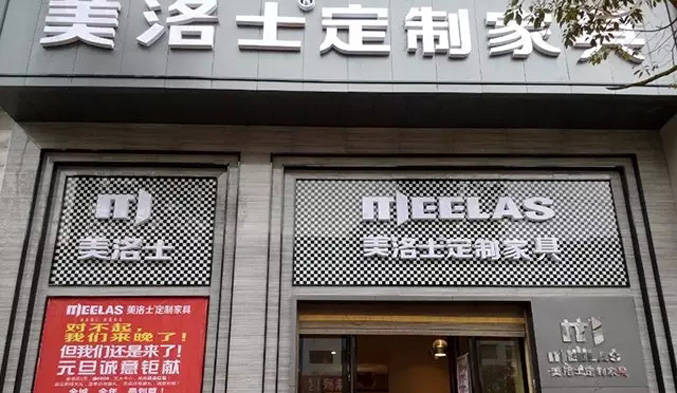 美洛士®定制家具
美洛士
MEELAS
美洛士定制家具
MEELAS 美洛士定制家具
对不起，
我们来晚了！
但我们还是来了！
元旦诚意钜献
MEELAS
美洛士定制家具